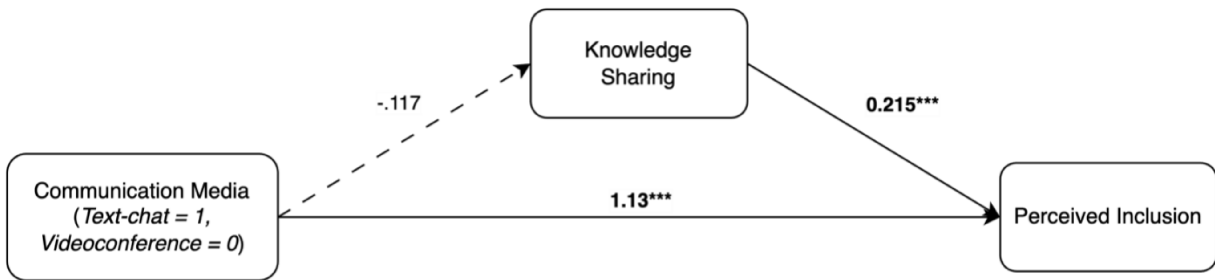 Knowledge
Sharing
-.117
0.215***
Communication Media
(Text-chat = 1,
Videoconference = 0)
1.13***
Perceived Inclusion